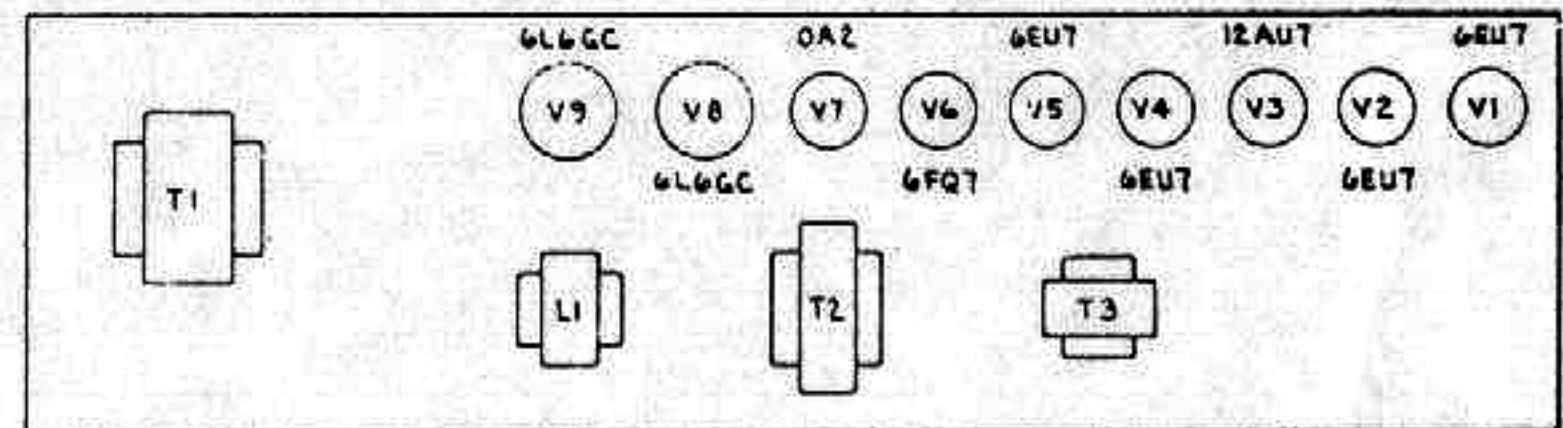 6L6GC 0A2 6EU7 12AU7 6EU7
V9 V8 V7 V6 V5 V4 V3 V2 V1
6L6GC 6FQ7 6EU7 6EU7
T1
L1 T2 T3